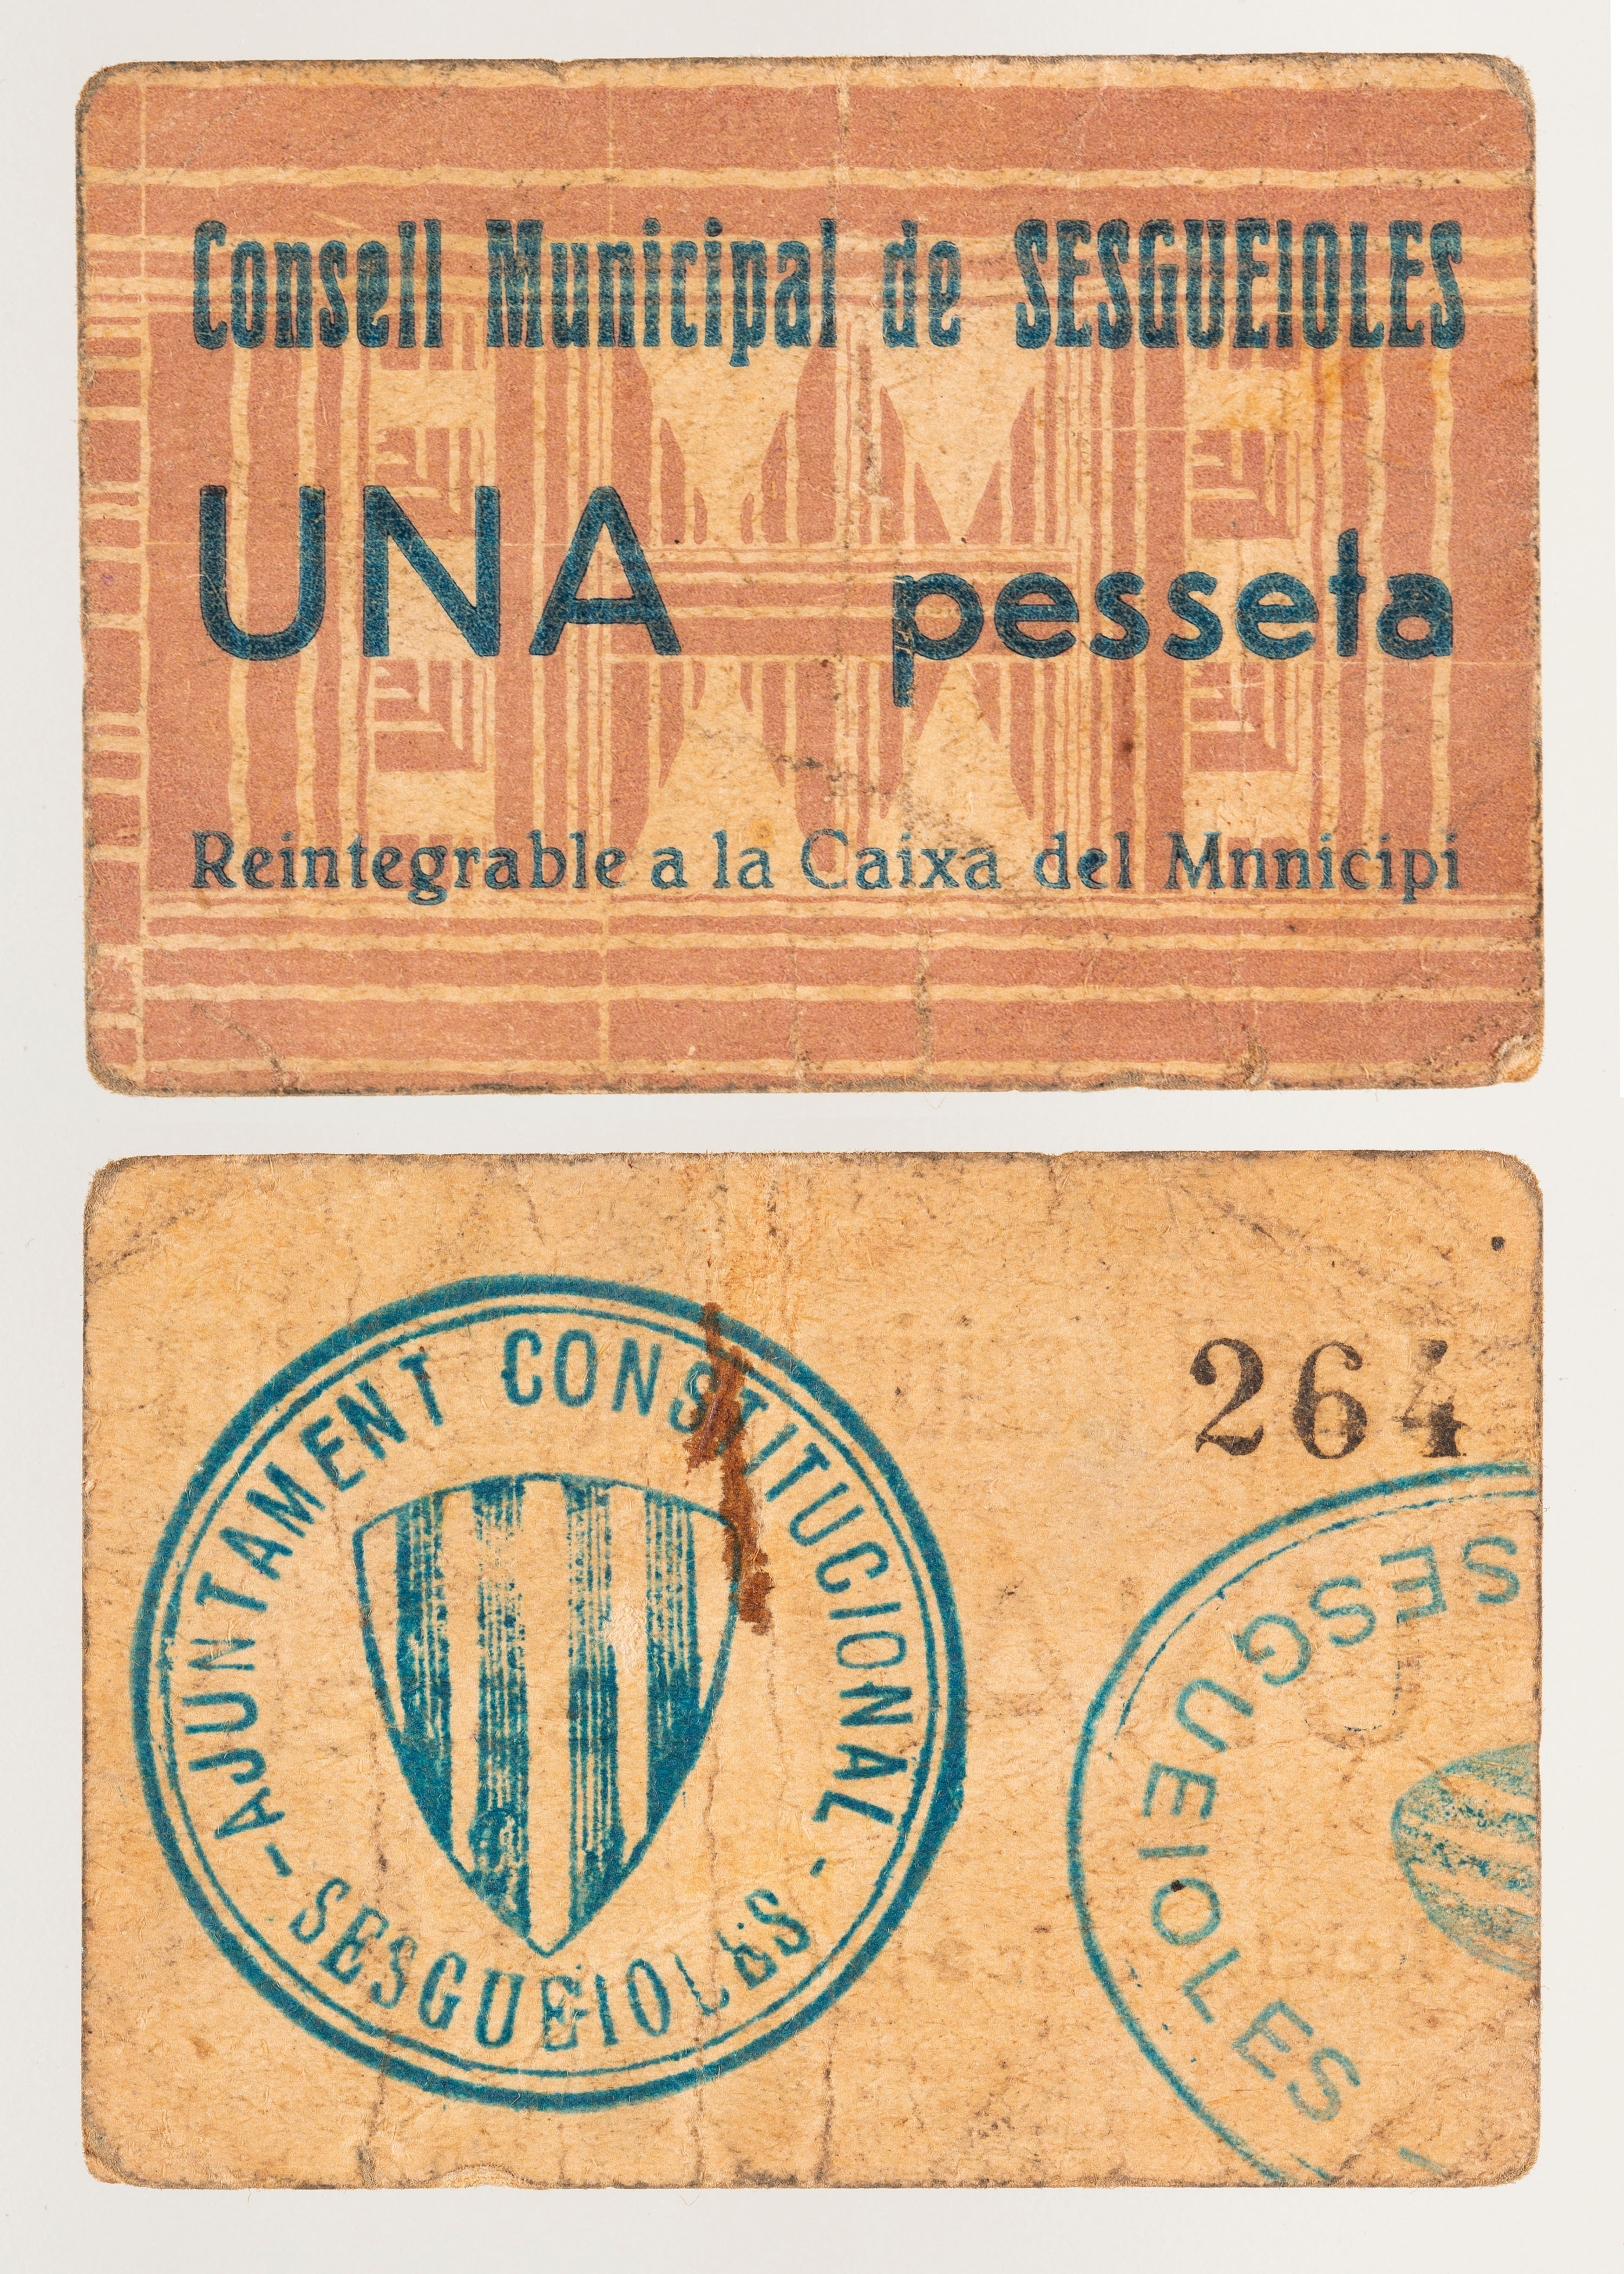 Consell Municipal de SESGUEIOLES
UNA pesseta
Reintegrable a la Caixa del Mnnicipi
264
AJUNTAMENT CONSTITUCIONAL
- SESGUEIOLES -
SESGUEIOLES